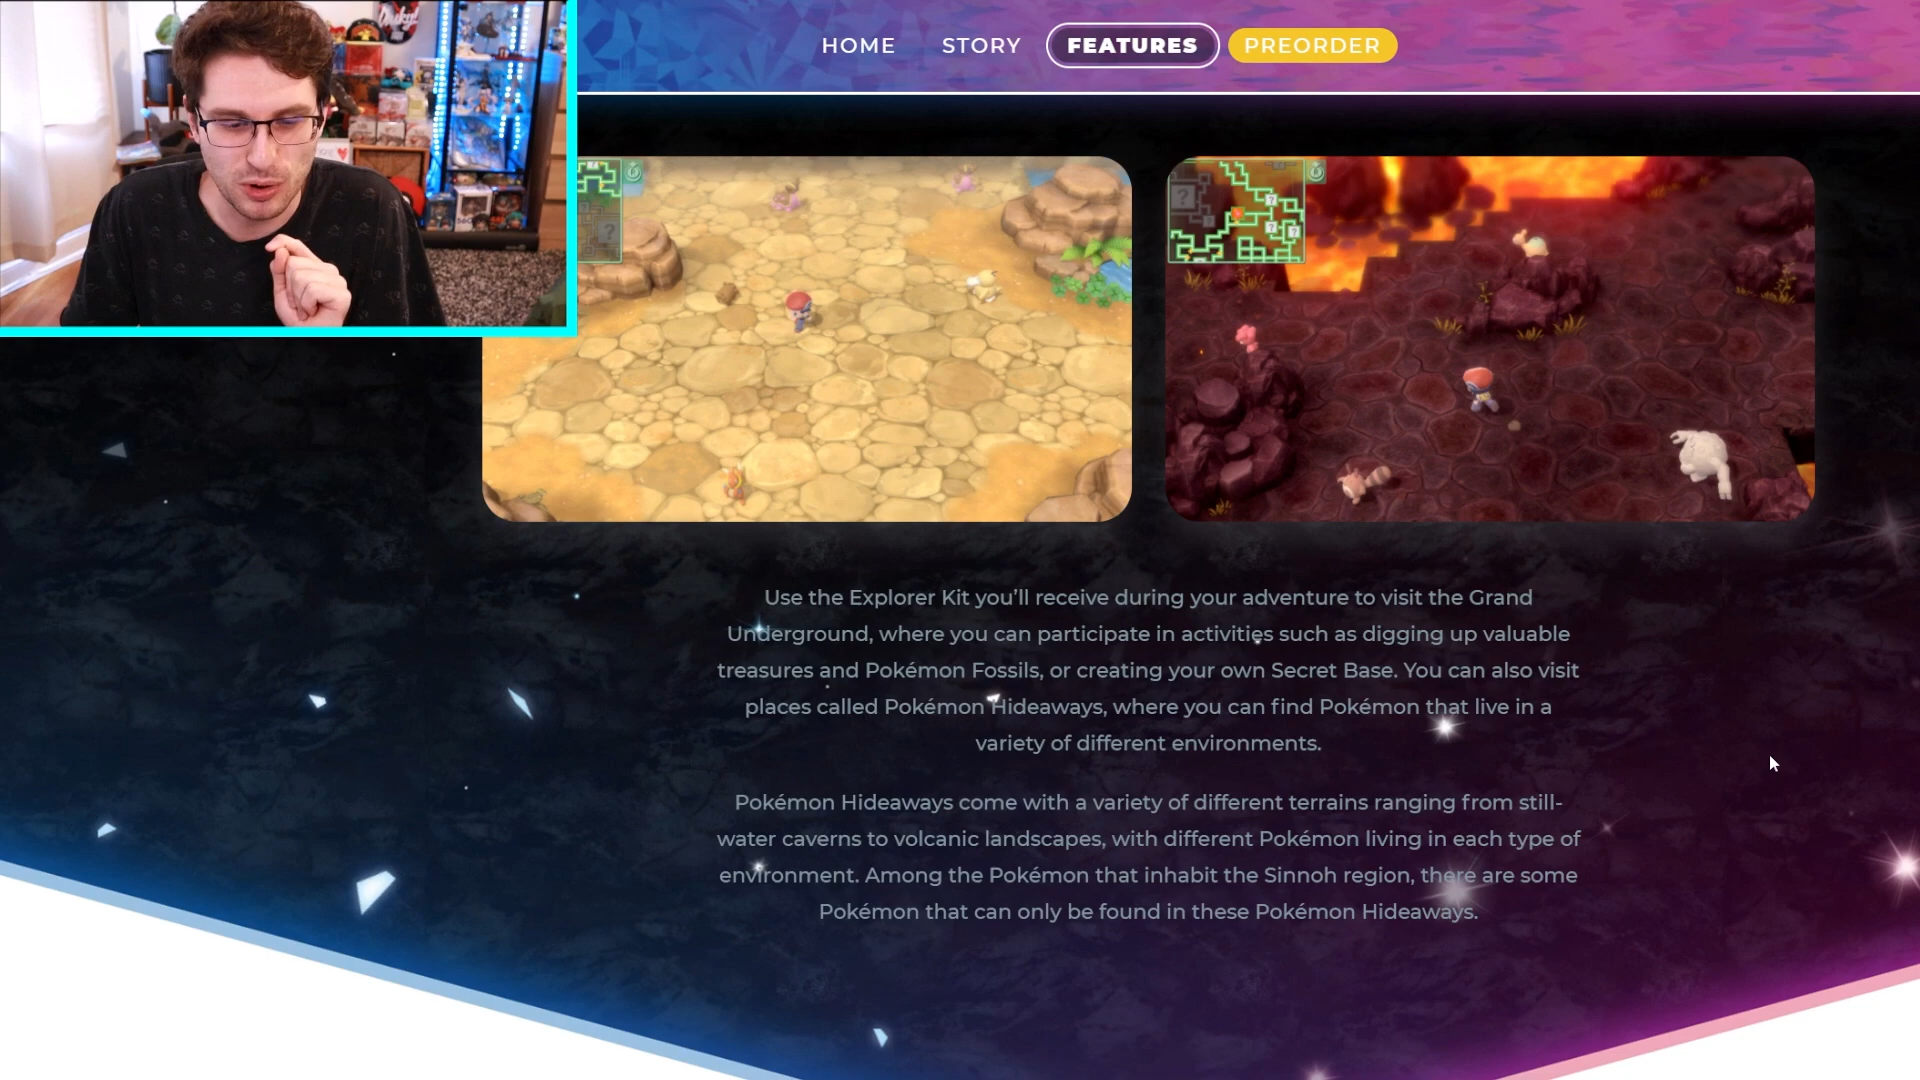 HOME
STORY
FEATURES
PREORDER
Use the Explorer Kit you'll receive during your adventure to visit the Grand
Underground, where you can participate in activities such as digging up valuable
treasures and Pokémon Fossils, or creating your own Secret Base. You can also visit
places called Pokémon Hideaways, where you can find Pokémon that live in a
variety of different environments.
Pokémon Hideaways come with a variety of different terrains ranging from still-
water caverns to volcanic landscapes, with different Pokémon living in each type of
environment. Among the Pokémon that inhabit the Sinnoh region, there are some
Pokémon that can only be found in these Pokémon Hideaways.